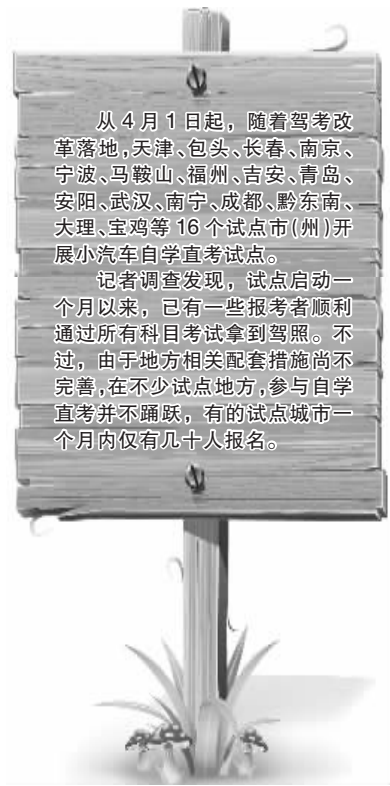 从4月1日起，随着驾考改
革落地，天津、包头、长春、南京、
宁波、马鞍山、福州、吉安、青岛、
安阳、武汉、南宁、成都、黔东南、
大理、宝鸡等16个试点市（州）开
展小汽车自学直考试点。
记者调查发现，试点启动一
个月以来，已有一些报考者顺利
通过所有科目考试拿到驾照。不
过，由于地方相关配套措施尚不
完善，在不少试点地方，参与自学
直考并不踊跃，有的试点城市一
个月内仅有几十人报名。